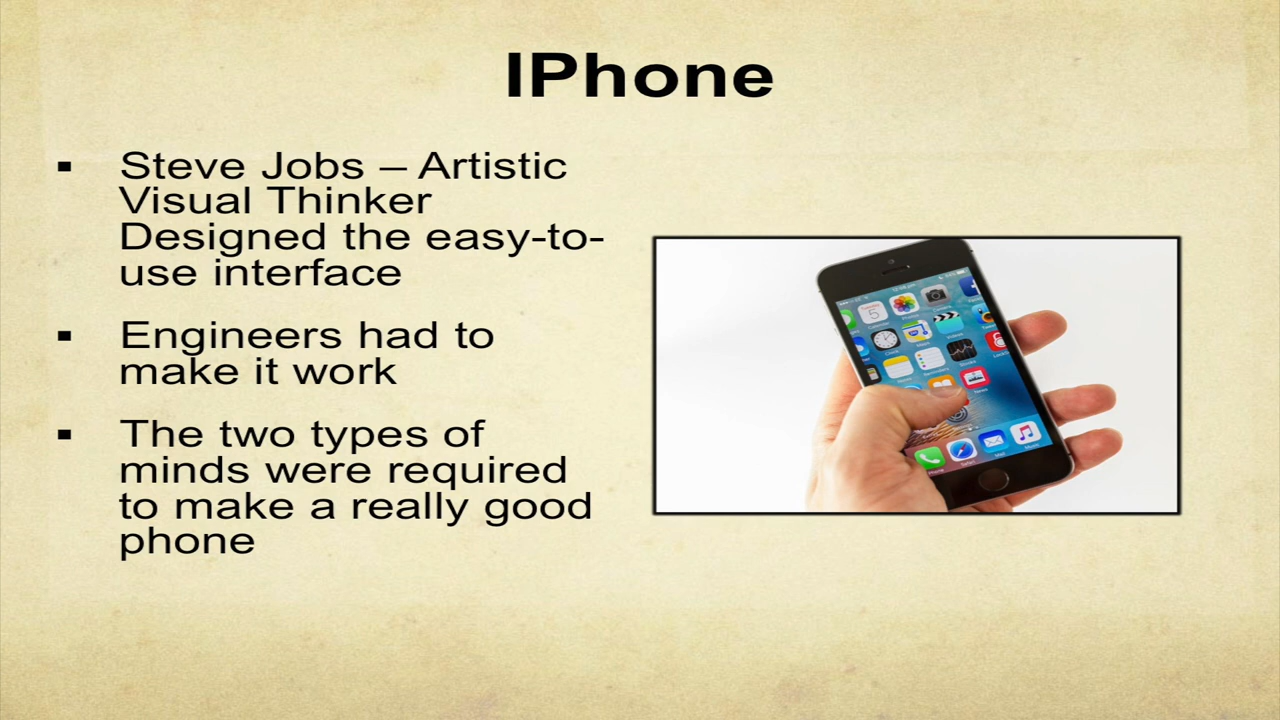 IPhone
▪ Steve Jobs – Artistic
Visual Thinker
Designed the easy-to-
use interface
▪ Engineers had to
make it work
▪ The two types of
minds were required
to make a really good
phone